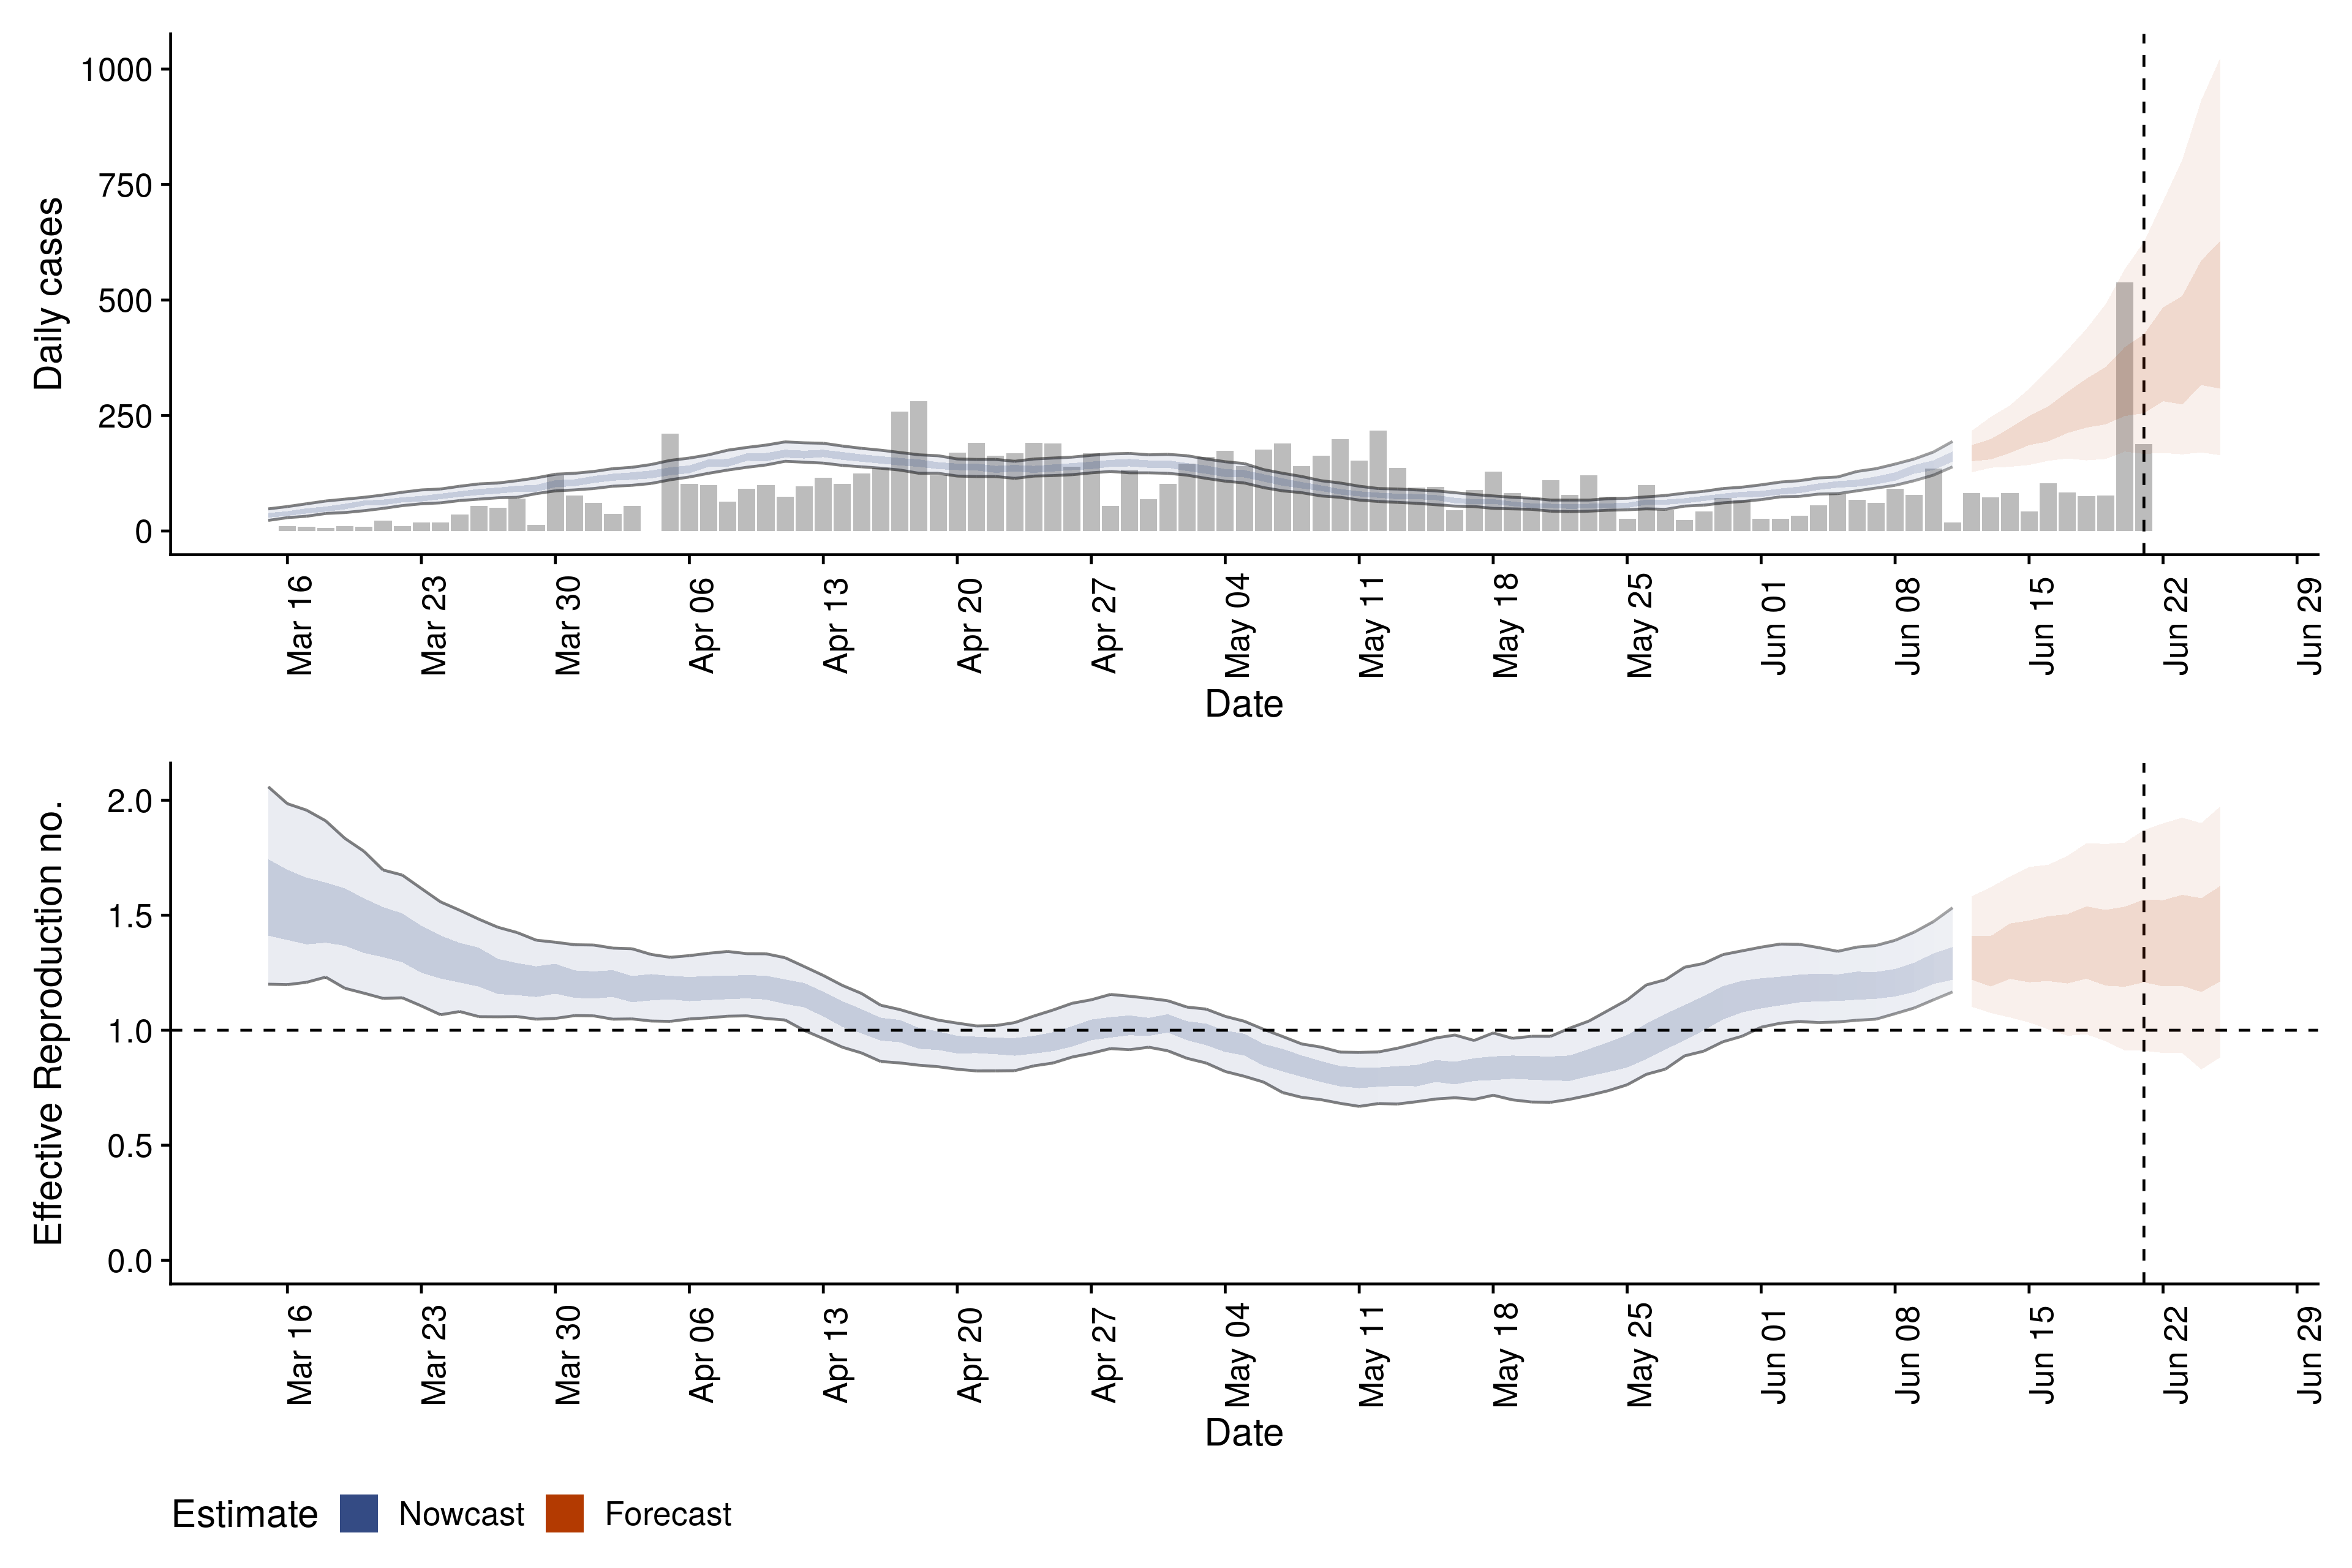 Daily cases
1000
750
500
250
0
Mar 16
Mar 23
Mar 30
Apr 06
Apr 13
Apr 20
Apr 27
May 04
May 11
May 18
May 25
Jun 01
Jun 08
Jun 15
Jun 22
Jun 29
Date
Effective Reproduction no.
2.0
1.5
1.0
0.5
0.0
Mar 16
Mar 23
Mar 30
Apr 06
Apr 13
Apr 20
Apr 27
May 04
May 11
May 18
May 25
Jun 01
Jun 08
Jun 15
Jun 22
Jun 29
Date
Estimate Nowcast Forecast